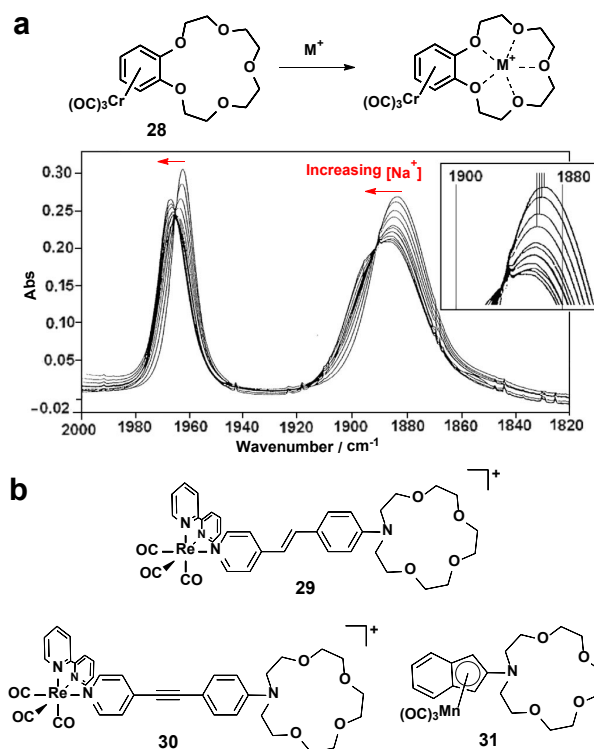 a
M⁺
(OC)₃Cr
28
O
O
O
O
O
(OC)₃Cr
O
O
O
O
O
M⁺
Increasing [Na⁺]
0.30
0.25
0.20
0.15
0.10
0.05
−0.02
Abs
2000 1980 1960 1940 1920 1900 1880 1860 1840 1820
Wavenumber / cm⁻¹
1900 1880
b
N
N
OC Re N
OC
CO
29
N
O
O
O
O
+
N
N
OC Re N
OC
CO
30
N
O
O
O
O
+
(OC)₃Mn
31
N
O
O
O
O